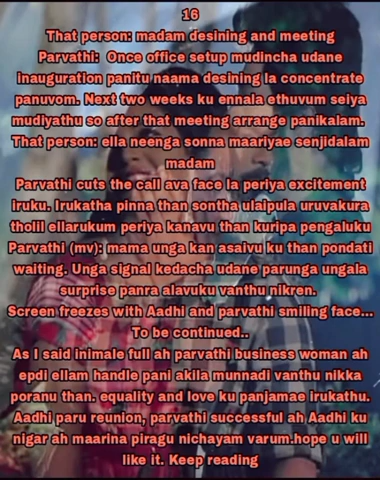 16
That person: madam desining and meeting
Parvathi:  Once office setup mudincha udane
inauguration panitu naama desining la concentrate
panuvom. Next two weeks ku ennala ethuvum seiya
mudiyathu so after that meeting arrange panikalam.
That person: ella neenga sonna maariyae senjidalam
madam
Parvathi cuts the call ava face la periya excitement
iruku. Irukatha pinna than sontha ulaipula uruvakura
tholil ellarukum periya kanavu than kuripa pengaluku
Parvathi (mv): mama unga kan asaivu ku than pondati
waiting. Unga signal kedacha udane parunga ungala
surprise panra alavuku vanthu nikren.
Screen freezes with Aadhi and parvathi smiling face...
To be continued..
As I said inimale full ah parvathi business woman ah
epdi ellam handle pani akila munnadi vanthu nikka
poranu than. equality and love ku panjamae irukathu.
Aadhi paru reunion, parvathi successful ah Aadhi ku
nigar ah maarina piragu nichayam varum.hope u will
like it. Keep reading